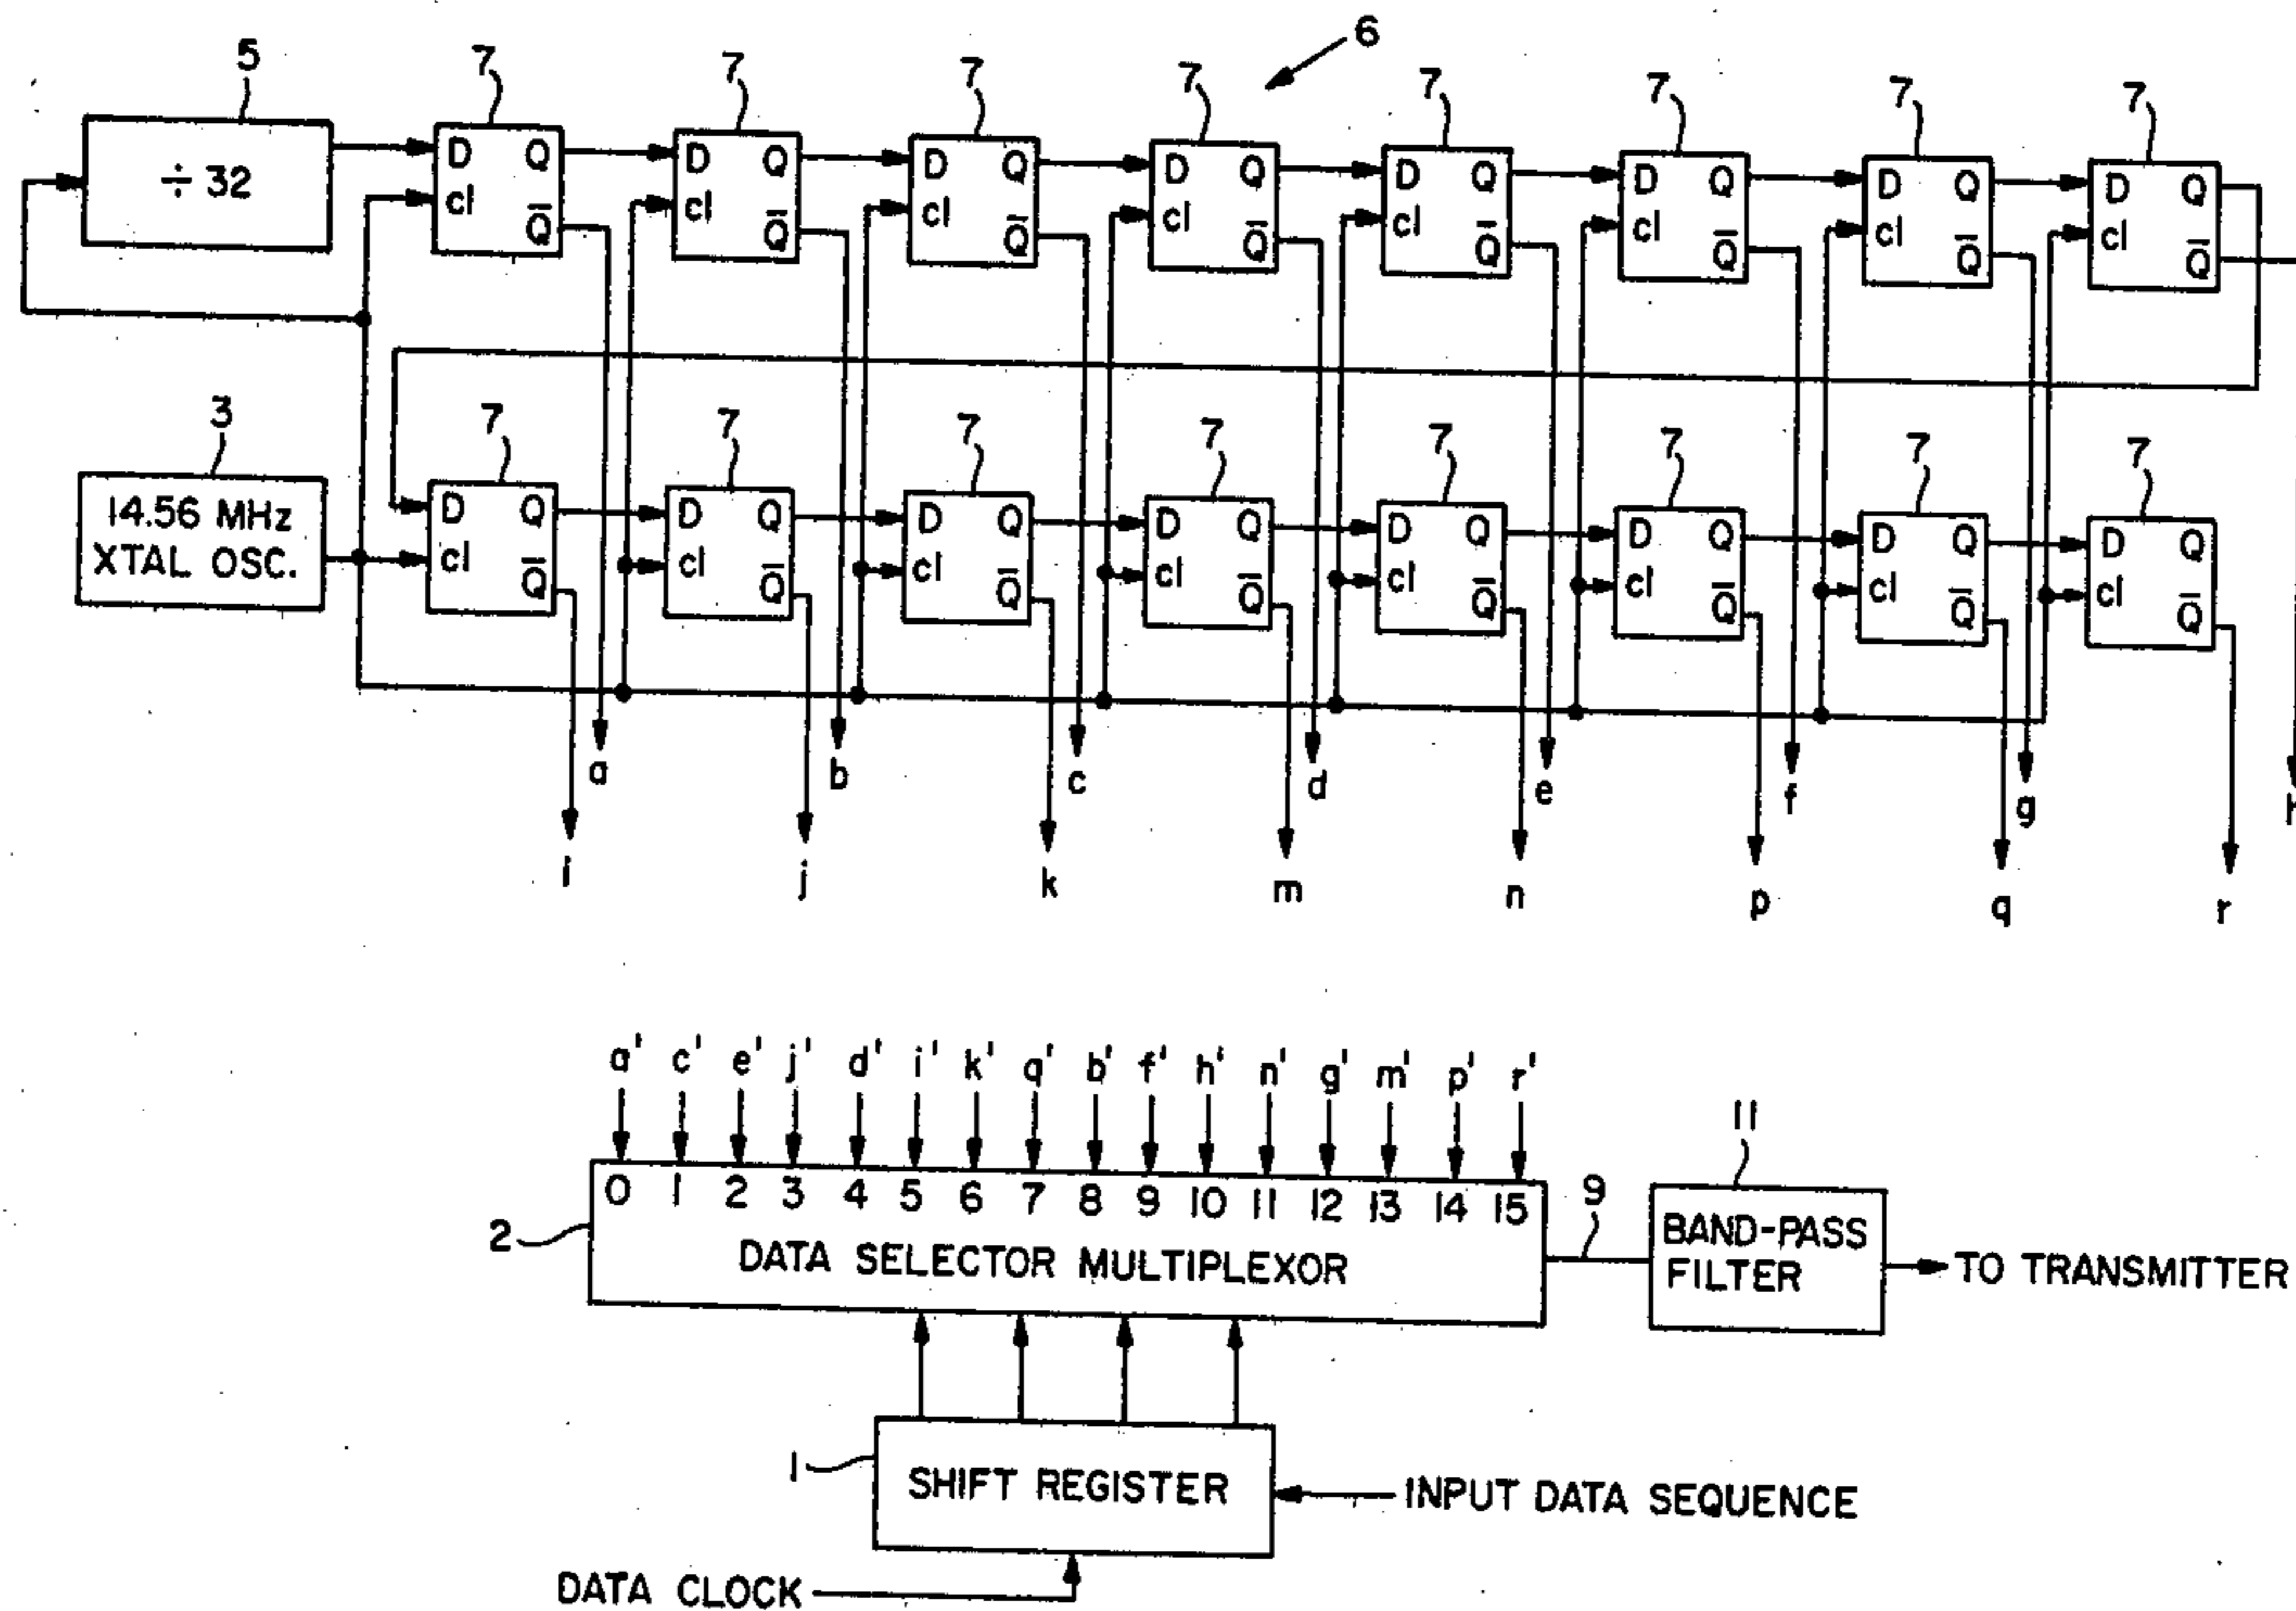 6
5 7 7 7 7 7 7 7 7
÷ 32
D Q D Q D Q D Q D Q D Q D Q D Q
cl Q̄ cl Q̄ cl Q̄ cl Q̄ cl Q̄ cl Q̄ cl Q̄ cl Q̄
3 7 7 7 7 7 7 7 7
14.56 MHz
XTAL OSC.
D Q D Q D Q D Q D Q D Q D Q D Q
cl Q̄ cl Q̄ cl Q̄ cl Q̄ cl Q̄ cl Q̄ cl Q̄ cl Q̄
a b c d e f g
i j k m n p q r
a' c' e' j' d' i' k' q' b' f' h' n' g' m' p' r'
0 1 2 3 4 5 6 7 8 9 10 11 12 13 14 15
2
DATA SELECTOR MULTIPLEXOR
9
11
BAND-PASS
FILTER
TO TRANSMITTER
1
SHIFT REGISTER
INPUT DATA SEQUENCE
DATA CLOCK